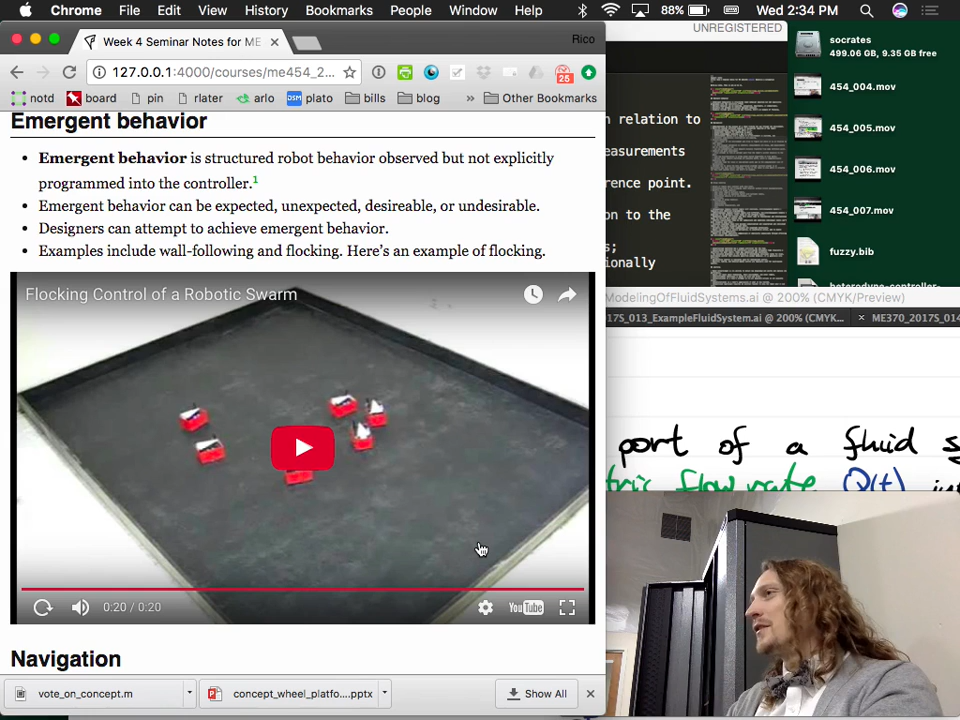 Chrome File Edit View History Bookmarks People Window Help 88% Wed 2:34 PM
Week 4 Seminar Notes for ME Rico
127.0.0.1:4000/courses/me454_2... 25
notd board pin rlater arlo DSM plato bills blog » Other Bookmarks
Emergent behavior
• Emergent behavior is structured robot behavior observed but not explicitly
programmed into the controller.1
• Emergent behavior can be expected, unexpected, desireable, or undesirable.
• Designers can attempt to achieve emergent behavior.
• Examples include wall-following and flocking. Here's an example of flocking.
Flocking Control of a Robotic Swarm
0:20 / 0:20 YouTube
Navigation
vote_on_concept.m concept_wheel_platfo....pptx Show All
UNREGISTERED
n relation to
easurements
rence point.
on to the
s;
ionally
socrates
499.06 GB, 9.35 GB free
454_004.mov
454_005.mov
454_006.mov
454_007.mov
fuzzy.bib
ModelingOfFluidSystems.ai @ 200% (CMYK/Preview)
17S_013_ExampleFluidSystem.ai @ 200% (CMYK... × ME370_2017S_014
port of a fluid s
tric flow rate Q(t)